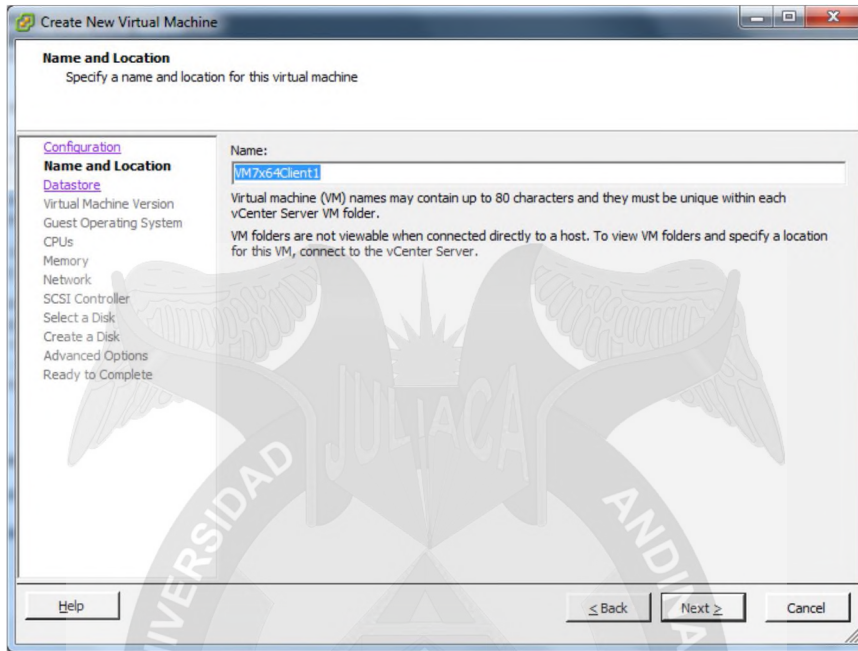 Create New Virtual Machine
Name and Location
Specify a name and location for this virtual machine
Configuration
Name and Location
Datastore
Virtual Machine Version
Guest Operating System
CPUs
Memory
Network
SCSI Controller
Select a Disk
Create a Disk
Advanced Options
Ready to Complete
Name:
VM7x64Client1
Virtual machine (VM) names may contain up to 80 characters and they must be unique within each
vCenter Server VM folder.
VM folders are not viewable when connected directly to a host. To view VM folders and specify a location
for this VM, connect to the vCenter Server.
JULIACA
UNIVERSIDAD ANDINA
Help
< Back
Next >
Cancel